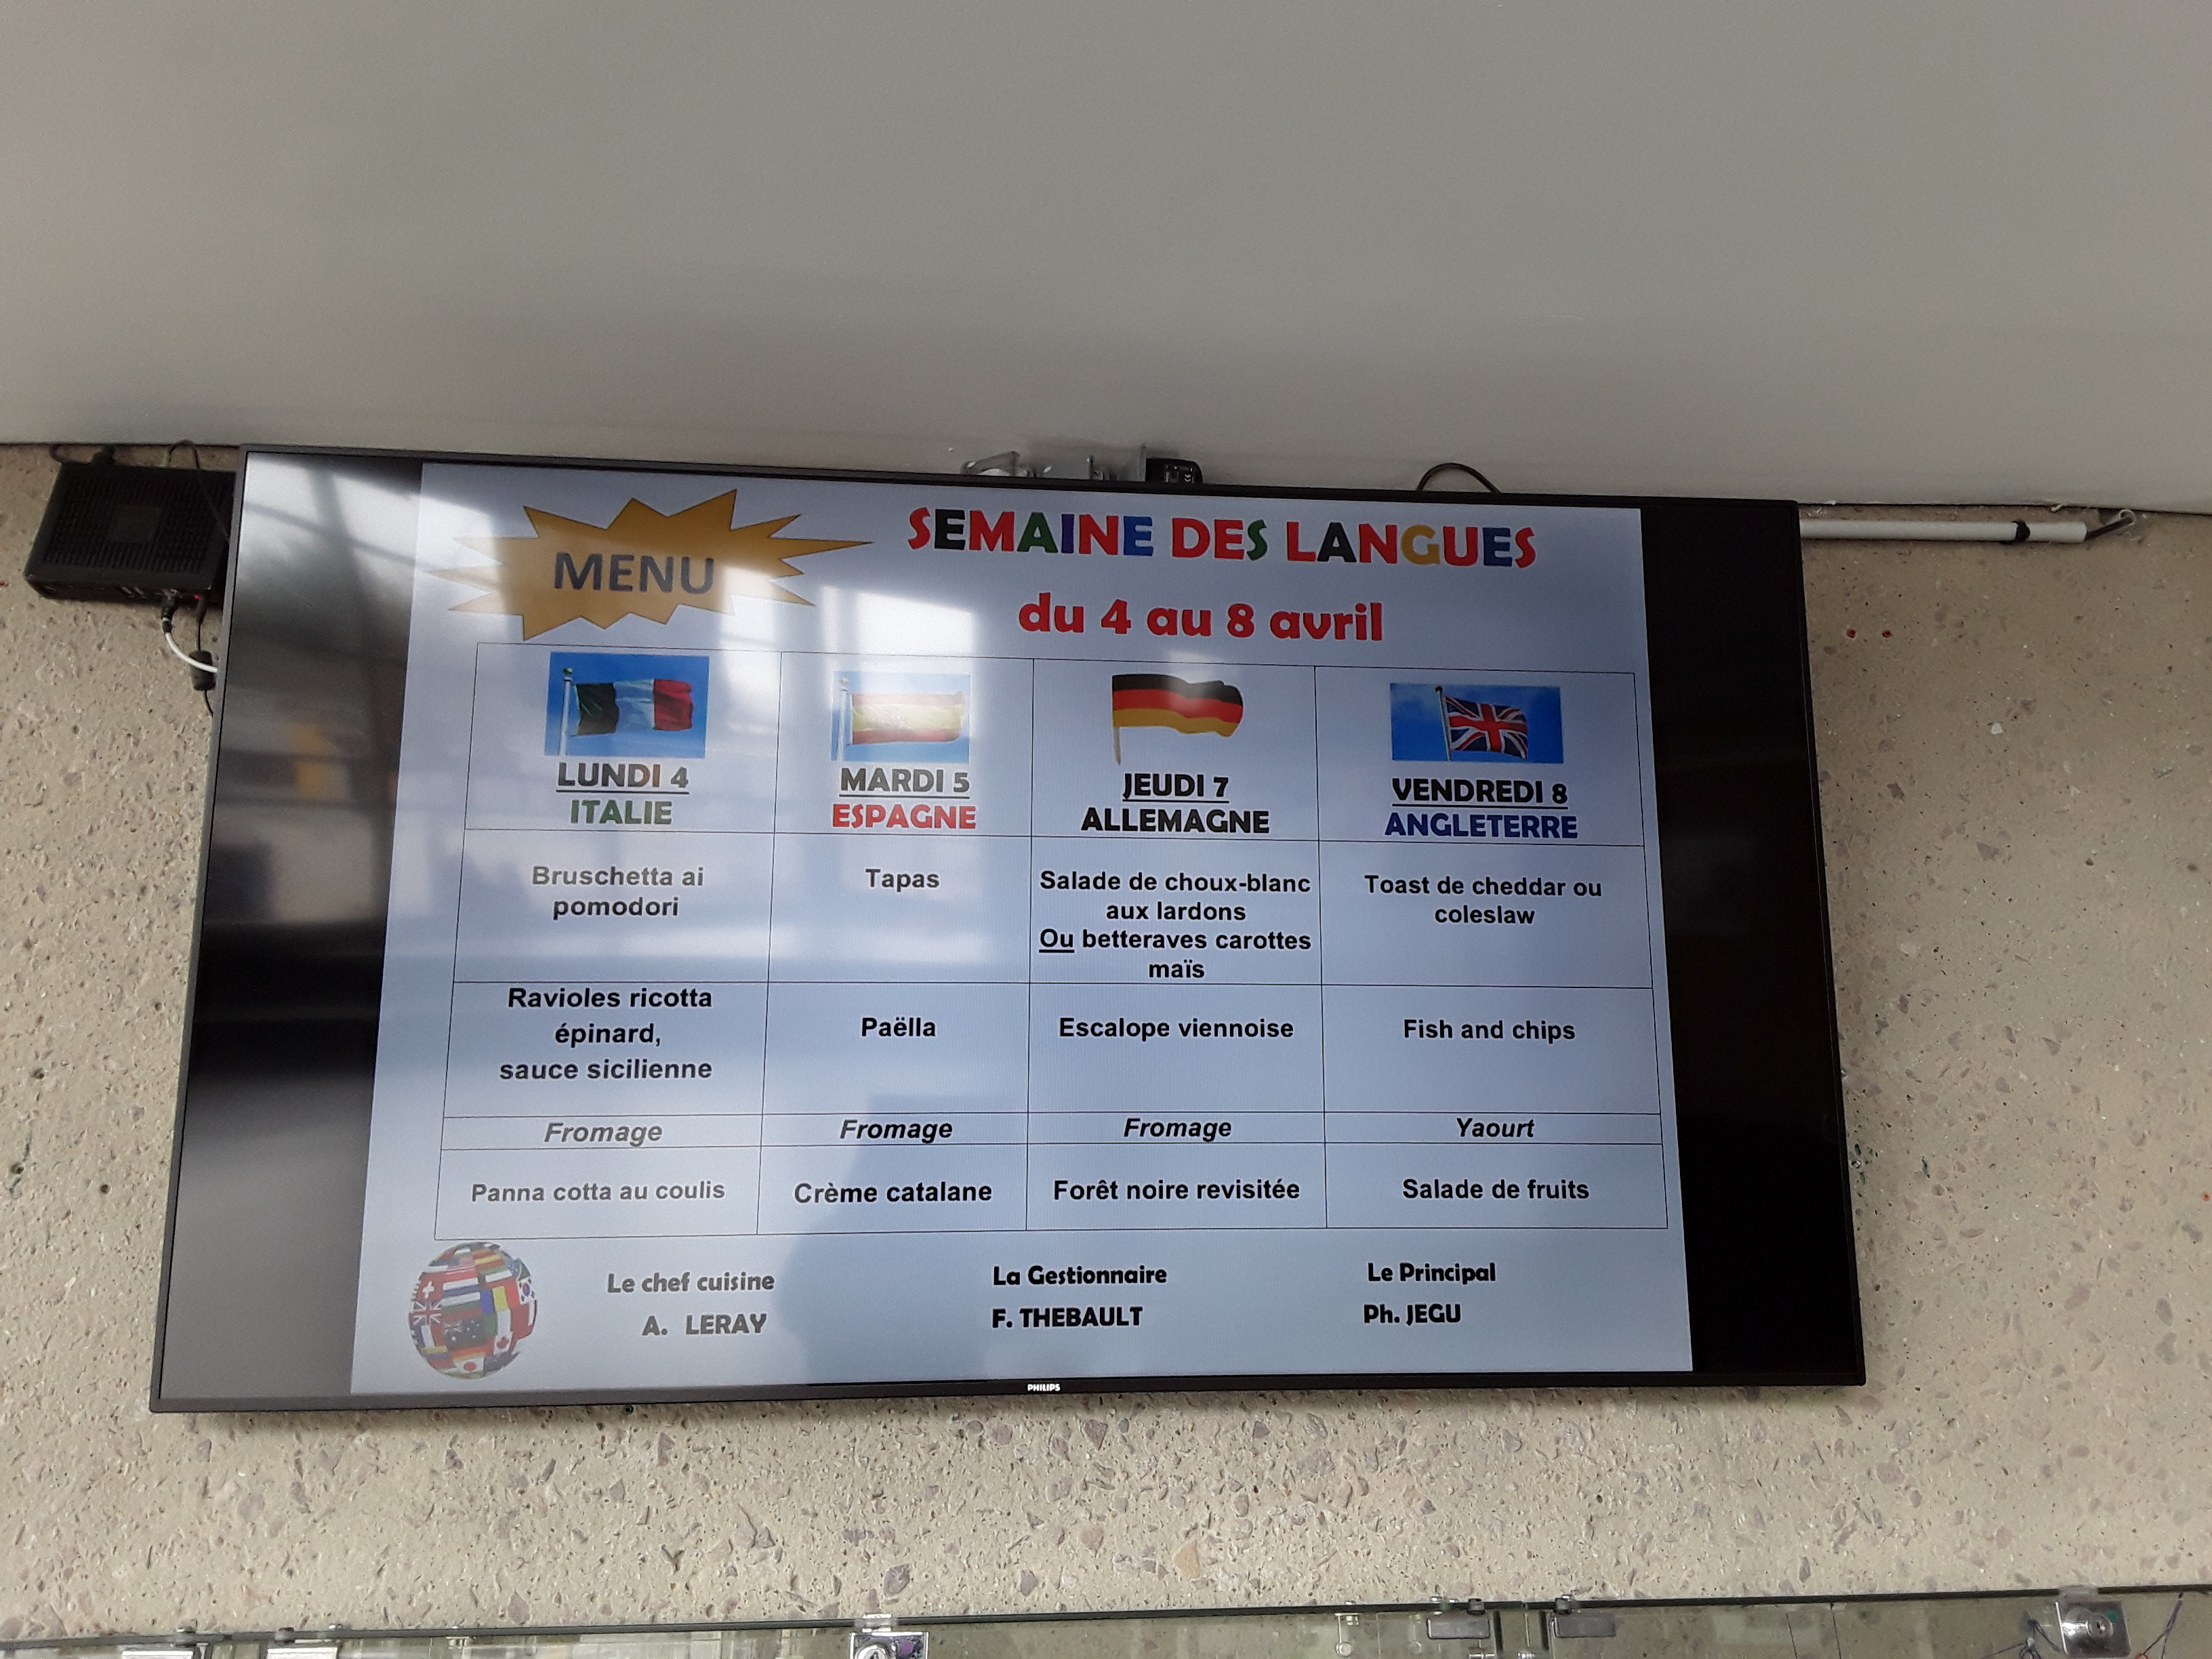 MENU
SEMAINE DES LANGUES
du 4 au 8 avril
LUNDI 4
ITALIE
MARDI 5
ESPAGNE
JEUDI 7
ALLEMAGNE
VENDREDI 8
ANGLETERRE
Bruschetta ai
pomodori
Tapas
Salade de choux-blanc
aux lardons
Ou betteraves carottes
maïs
Toast de cheddar ou
coleslaw
Ravioles ricotta
épinard,
sauce sicilienne
Paëlla
Escalope viennoise
Fish and chips
Fromage
Fromage
Fromage
Yaourt
Panna cotta au coulis
Crème catalane
Forêt noire revisitée
Salade de fruits
Le chef cuisine
A. LERAY
La Gestionnaire
F. THEBAULT
Le Principal
Ph. JEGU
PHILIPS